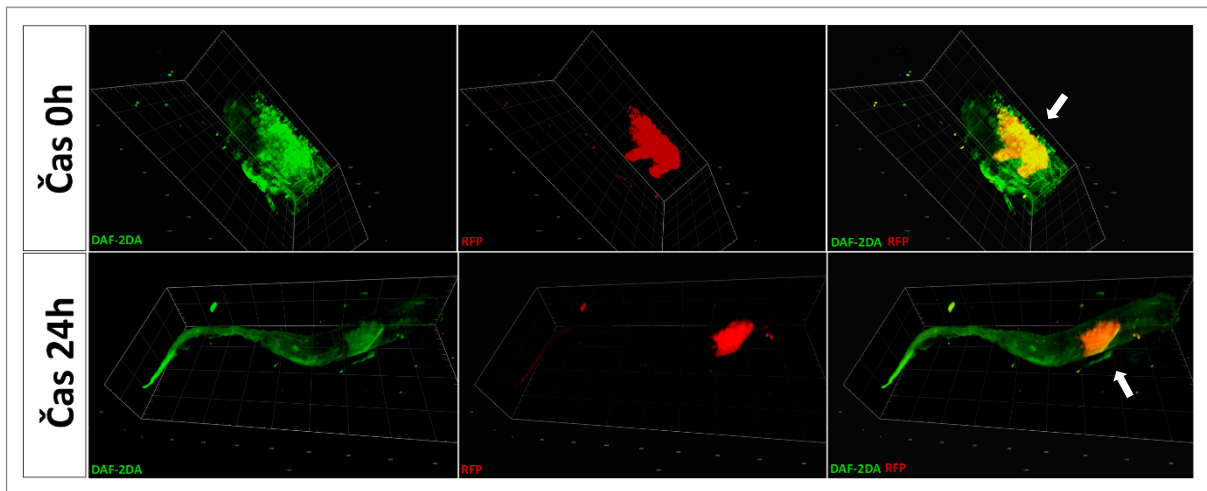 Čas 0h
DAF-2DA
RFP
DAF-2DA RFP
Čas 24h
DAF-2DA
RFP
DAF-2DA RFP